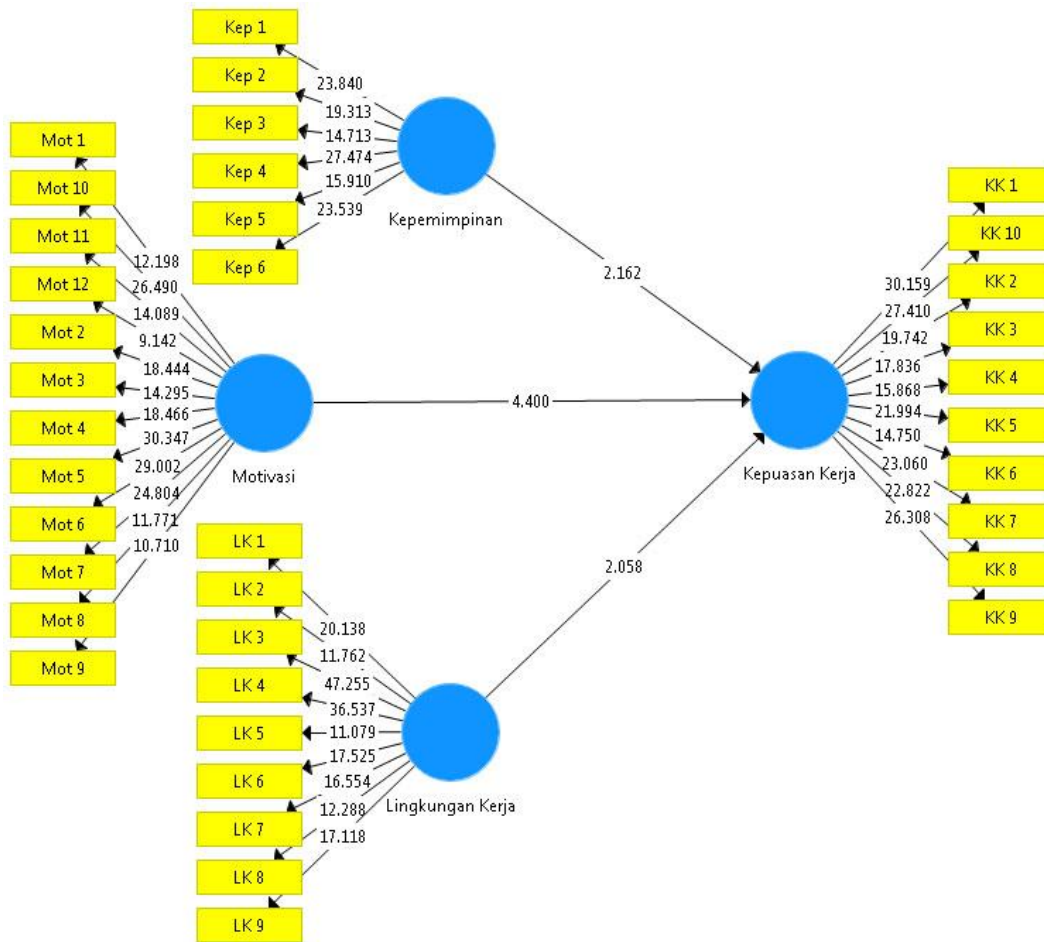 Kep 1
Kep 2
Kep 3
Kep 4
Kep 5
Kep 6
23.840
19.313
14.713
27.474
15.910
23.539
Kepemimpinan
2.162
Mot 1
Mot 10
Mot 11
Mot 12
Mot 2
Mot 3
Mot 4
Mot 5
Mot 6
Mot 7
Mot 8
Mot 9
12.198
26.490
14.089
9.142
18.444
14.295
18.466
30.347
29.002
24.804
11.771
10.710
Motivasi
4.400
LK 1
LK 2
LK 3
LK 4
LK 5
LK 6
LK 7
LK 8
LK 9
20.138
11.762
47.255
36.537
11.079
17.525
16.554
12.288
17.118
Lingkungan Kerja
2.058
Kepuasan Kerja
30.159
27.410
19.742
17.836
15.868
21.994
14.750
23.060
22.822
26.308
KK 1
KK 10
KK 2
KK 3
KK 4
KK 5
KK 6
KK 7
KK 8
KK 9